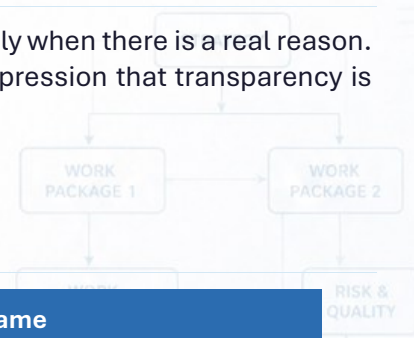 ly when there is a real reason.
pression that transparency is
WORK
PACKAGE 1
WORK
PACKAGE 2
RISK &
QUALITY
ame